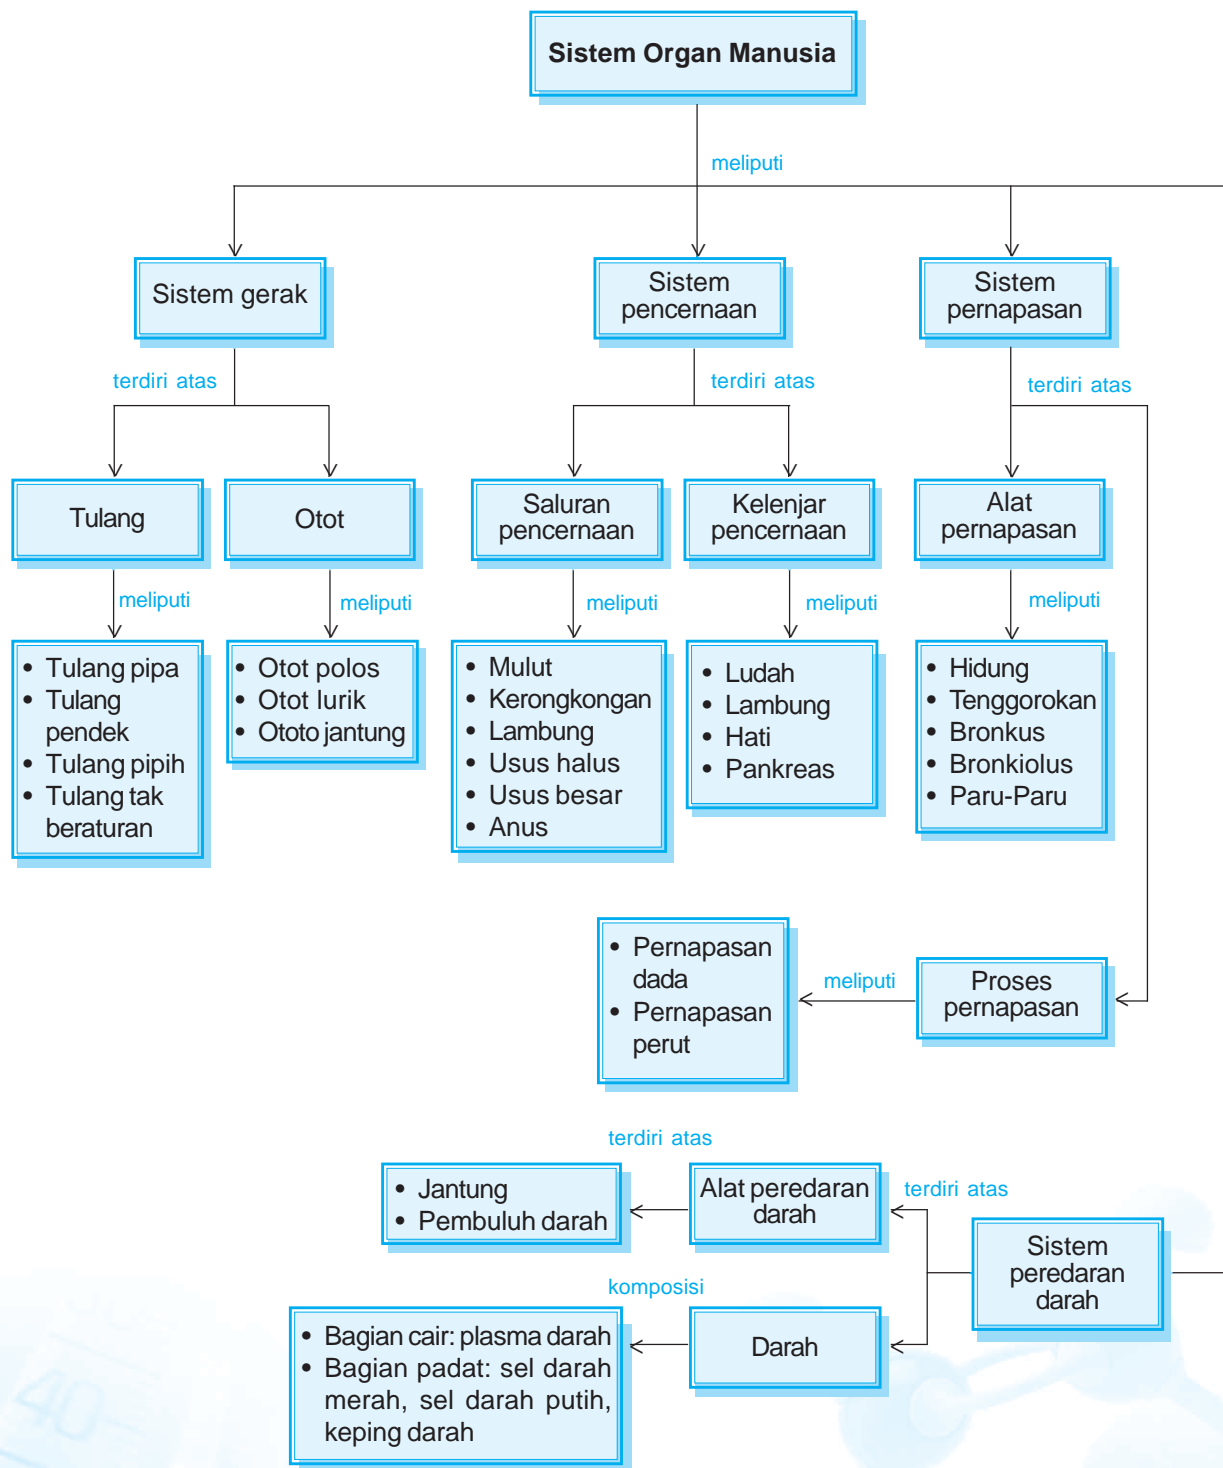 Sistem Organ Manusia
meliputi
Sistem gerak
Sistem
pencernaan
Sistem
pernapasan
terdiri atas
terdiri atas
terdiri atas
Tulang
Otot
Saluran
pencernaan
Kelenjar
pencernaan
Alat
pernapasan
meliputi
meliputi
meliputi
meliputi
meliputi
• Tulang pipa
• Tulang
pendek
• Tulang pipih
• Tulang tak
beraturan
• Otot polos
• Otot lurik
• Ototo jantung
• Mulut
• Kerongkongan
• Lambung
• Usus halus
• Usus besar
• Anus
• Ludah
• Lambung
• Hati
• Pankreas
• Hidung
• Tenggorokan
• Bronkus
• Bronkiolus
• Paru-Paru
• Pernapasan
dada
• Pernapasan
perut
meliputi
Proses
pernapasan
terdiri atas
• Jantung
• Pembuluh darah
Alat peredaran
darah
terdiri atas
Sistem
peredaran
darah
komposisi
• Bagian cair: plasma darah
• Bagian padat: sel darah
merah, sel darah putih,
keping darah
Darah
40